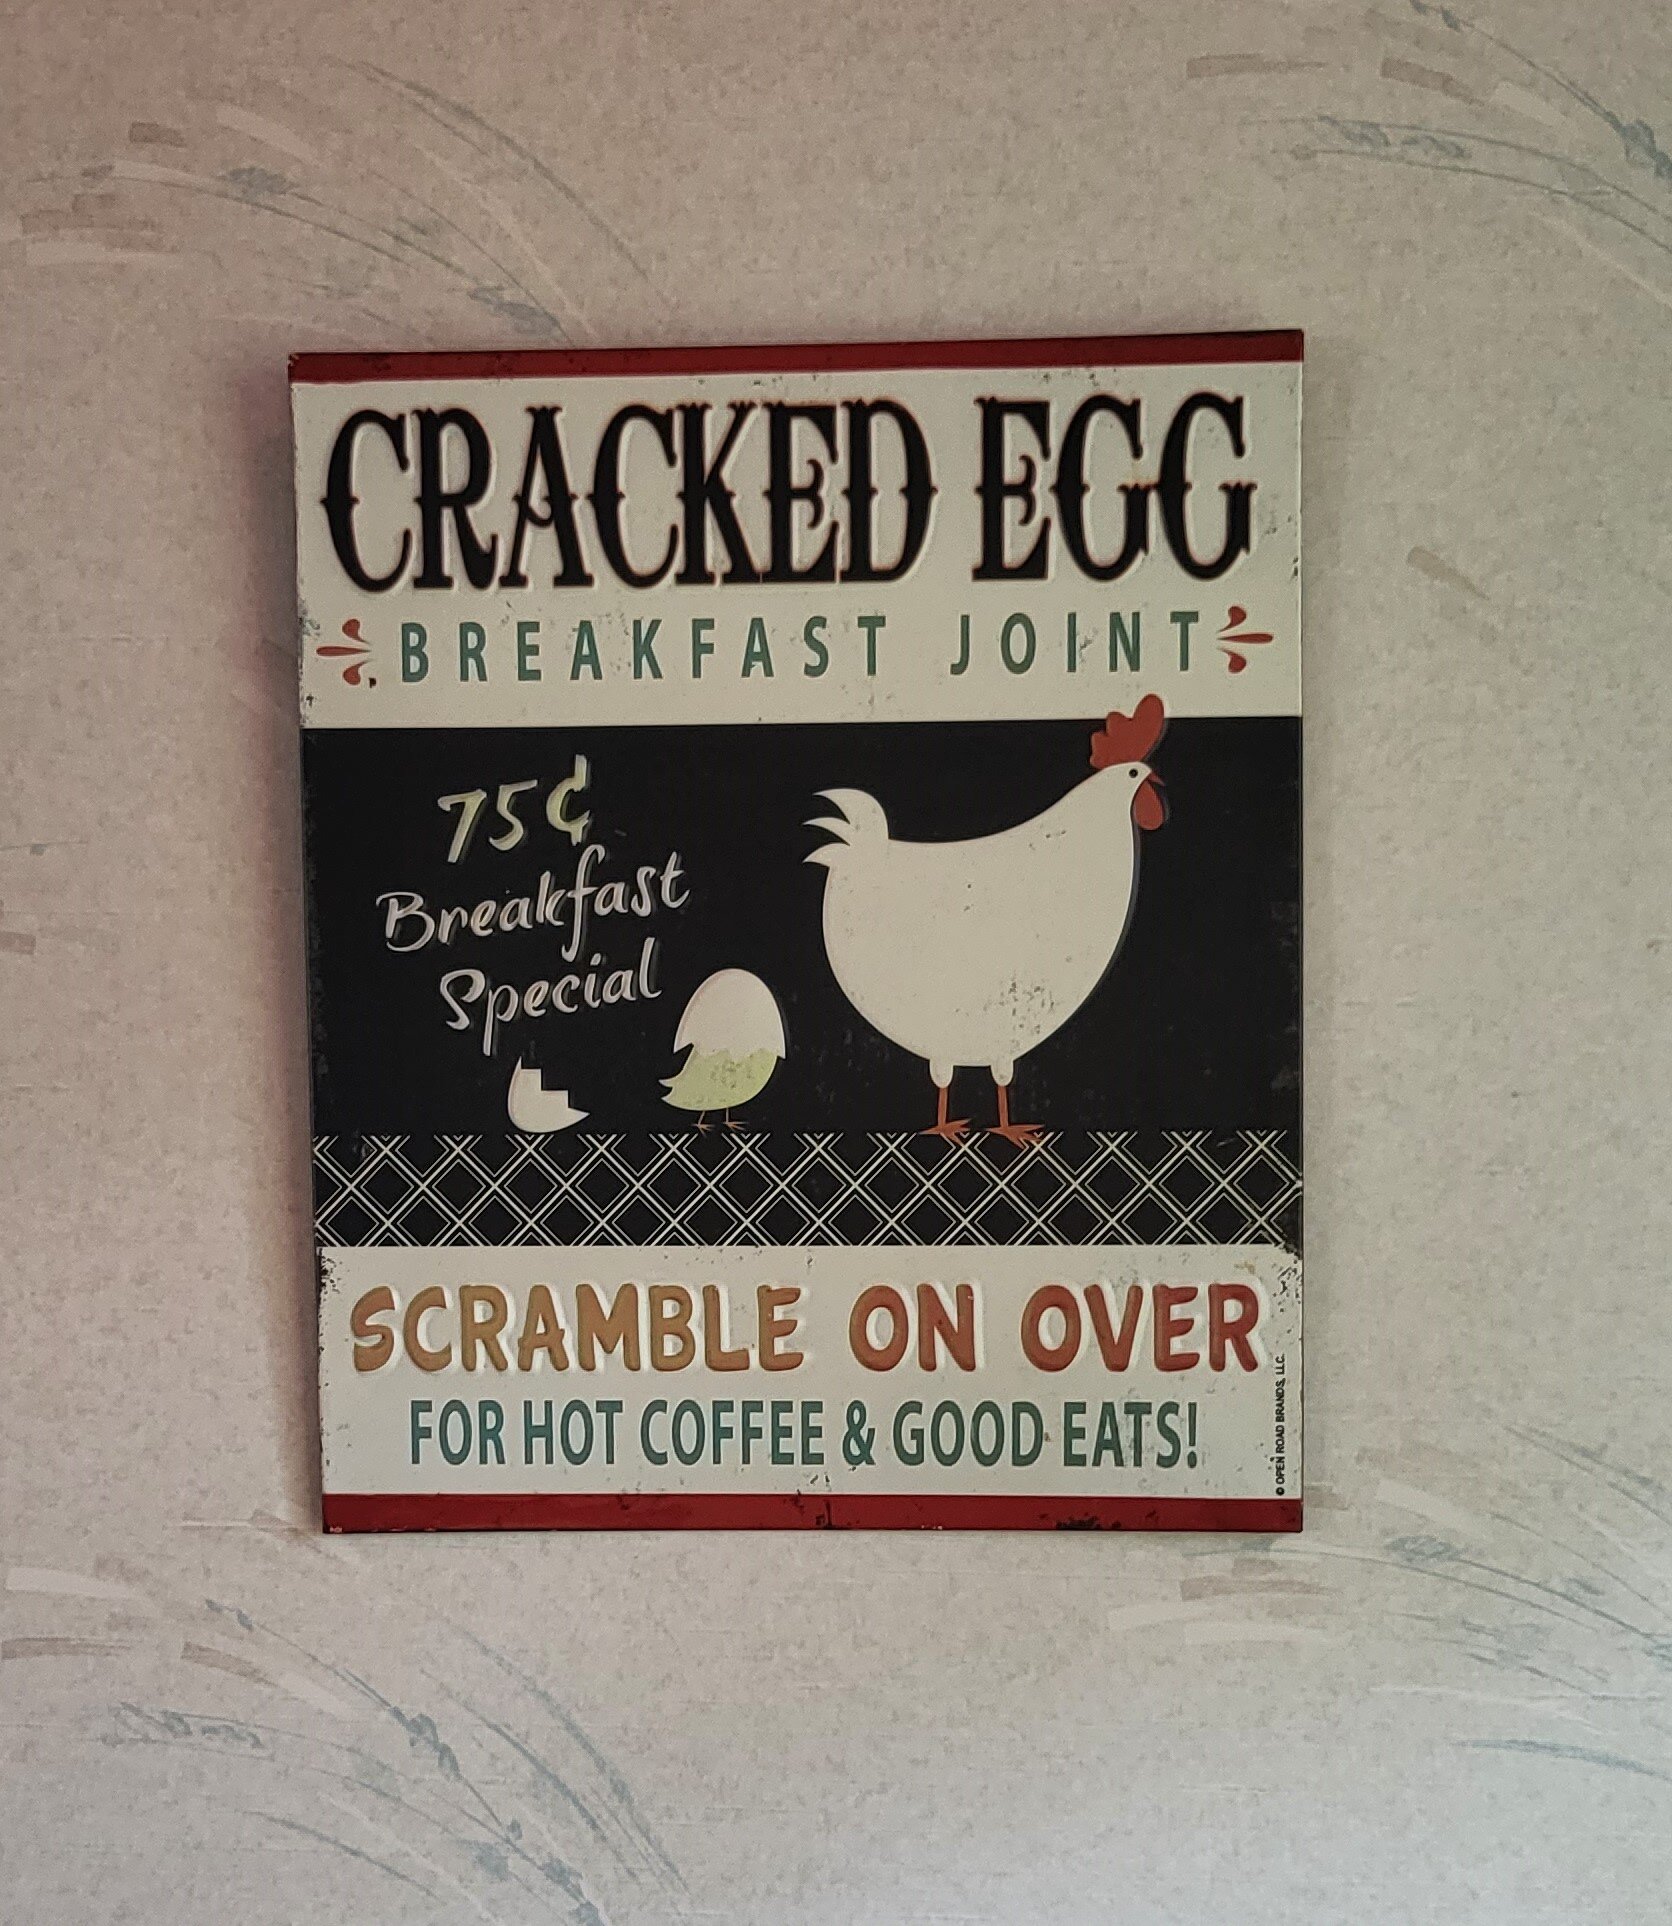 CRACKED EGG
BREAKFAST JOINT
75¢
Breakfast
Special
SCRAMBLE ON OVER
FOR HOT COFFEE & GOOD EATS!
© OPEN ROAD BRANDS, LLC.